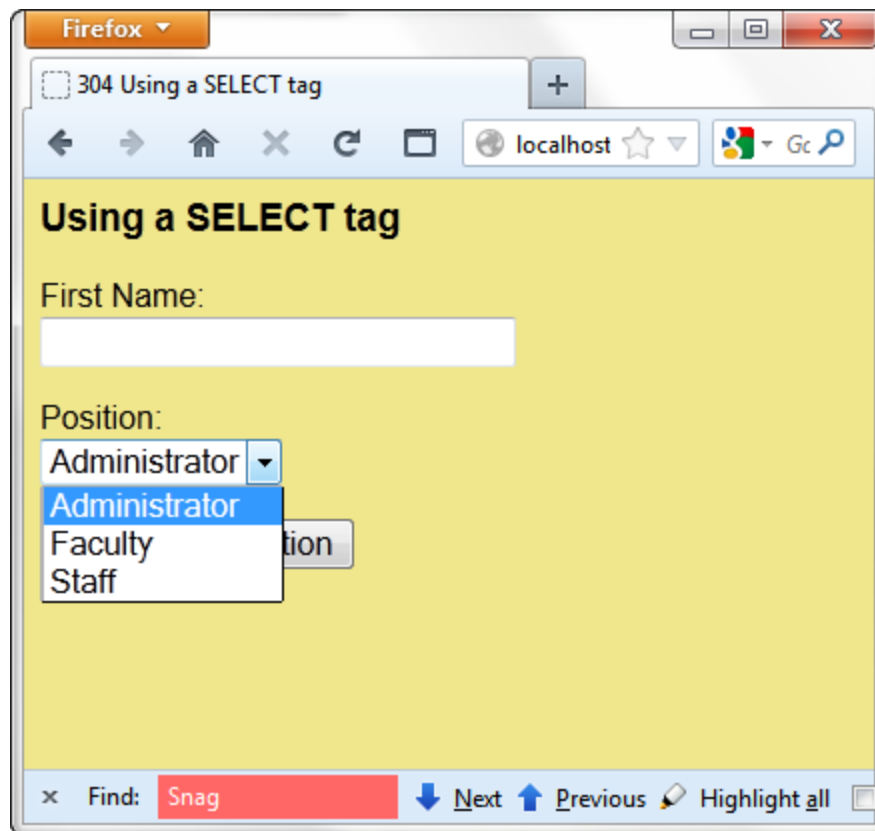 Firefox
304 Using a SELECT tag
localhost
Using a SELECT tag
First Name:
Position:
Administrator
Administrator
Faculty
tion
Staff
Find: Snag Next Previous Highlight all